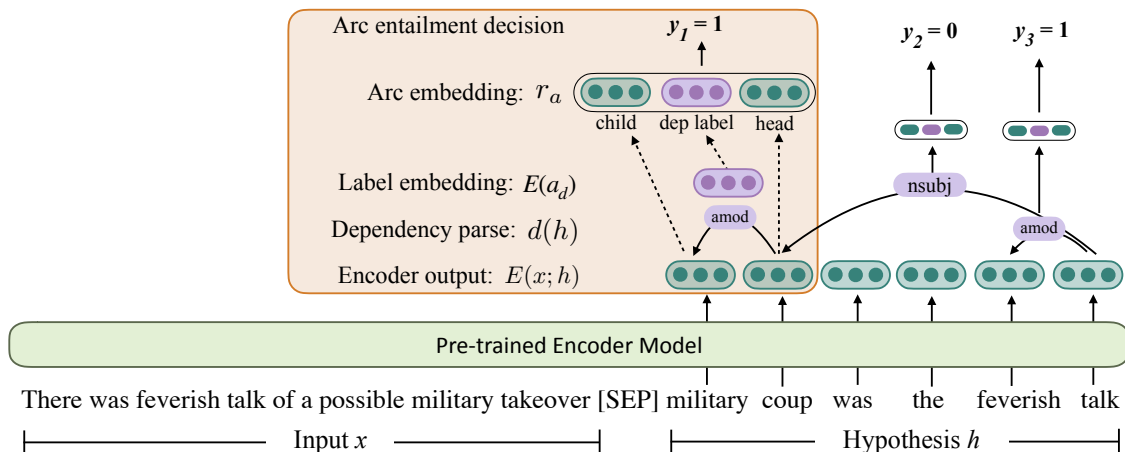 Arc entailment decision y₁ = 1 y₂ = 0 y₃ = 1
Arc embedding: rₐ
child dep label head
Label embedding: E(a_d)
nsubj
Dependency parse: d(h) amod amod
Encoder output: E(x; h)
Pre-trained Encoder Model
There was feverish talk of a possible military takeover [SEP] military coup was the feverish talk
Input x Hypothesis h